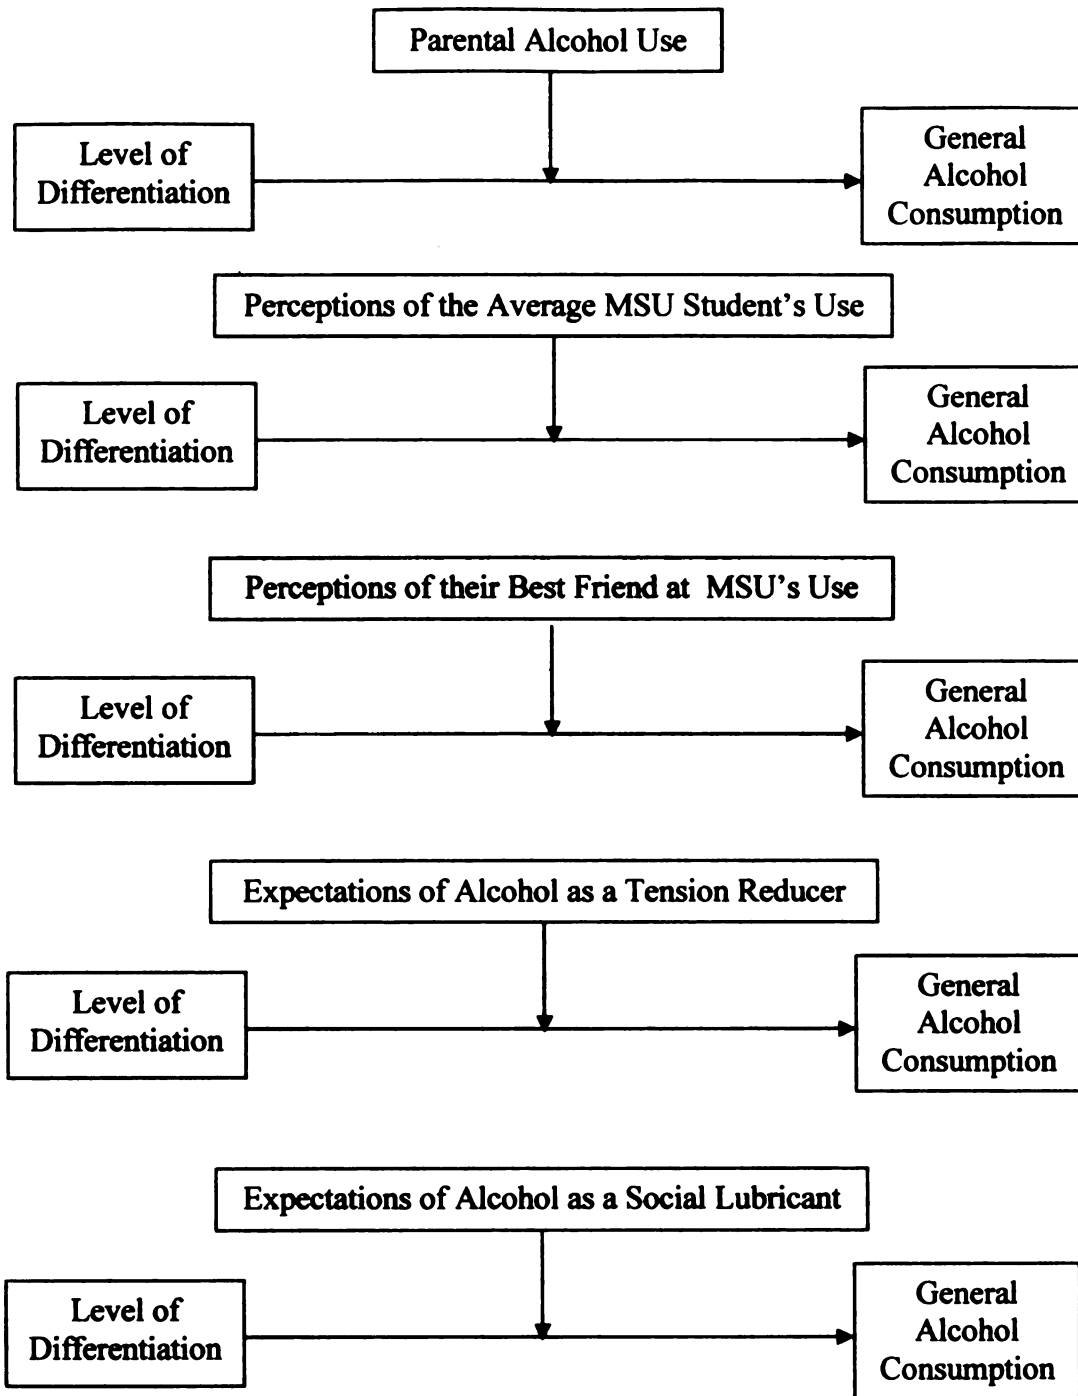 Parental Alcohol Use
Level of
Differentiation
General
Alcohol
Consumption
Perceptions of the Average MSU Student's Use
Level of
Differentiation
General
Alcohol
Consumption
Perceptions of their Best Friend at MSU's Use
Level of
Differentiation
General
Alcohol
Consumption
Expectations of Alcohol as a Tension Reducer
Level of
Differentiation
General
Alcohol
Consumption
Expectations of Alcohol as a Social Lubricant
Level of
Differentiation
General
Alcohol
Consumption